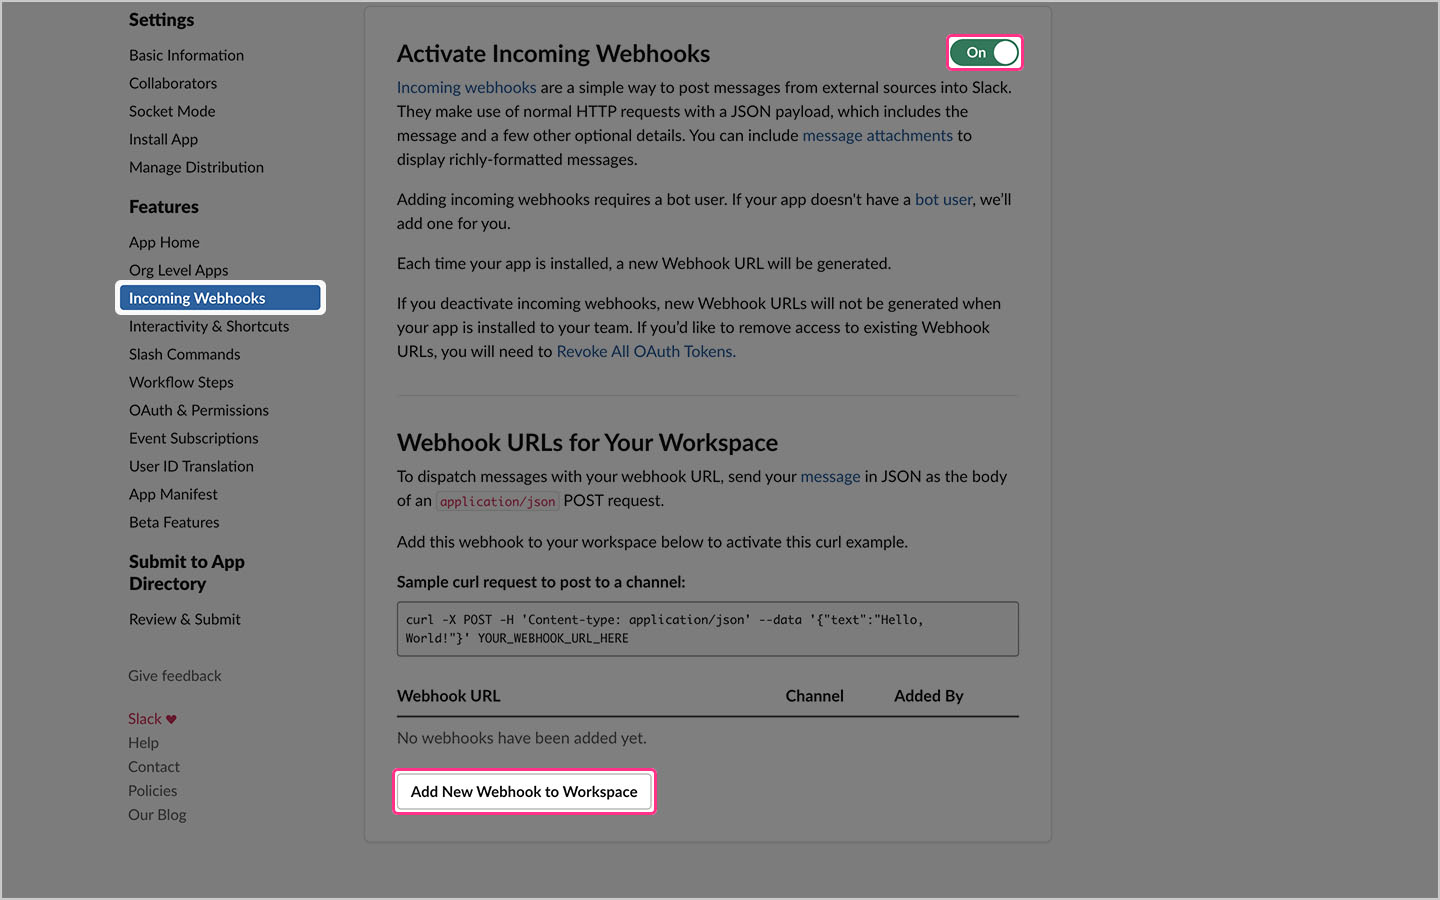 Settings
Basic Information
Collaborators
Socket Mode
Install App
Manage Distribution
Features
App Home
Org Level Apps
Incoming Webhooks
Interactivity & Shortcuts
Slash Commands
Workflow Steps
OAuth & Permissions
Event Subscriptions
User ID Translation
App Manifest
Beta Features
Submit to App
Directory
Review & Submit
Give feedback
Slack ♥
Help
Contact
Policies
Our Blog
Activate Incoming Webhooks
On
Incoming webhooks are a simple way to post messages from external sources into Slack.
They make use of normal HTTP requests with a JSON payload, which includes the
message and a few other optional details. You can include message attachments to
display richly-formatted messages.
Adding incoming webhooks requires a bot user. If your app doesn't have a bot user, we'll
add one for you.
Each time your app is installed, a new Webhook URL will be generated.
If you deactivate incoming webhooks, new Webhook URLs will not be generated when
your app is installed to your team. If you'd like to remove access to existing Webhook
URLs, you will need to Revoke All OAuth Tokens.
Webhook URLs for Your Workspace
To dispatch messages with your webhook URL, send your message in JSON as the body
of an application/json POST request.
Add this webhook to your workspace below to activate this curl example.
Sample curl request to post to a channel:
curl -X POST -H 'Content-type: application/json' --data '{"text":"Hello,
World!"}' YOUR_WEBHOOK_URL_HERE
Webhook URL Channel Added By
No webhooks have been added yet.
Add New Webhook to Workspace